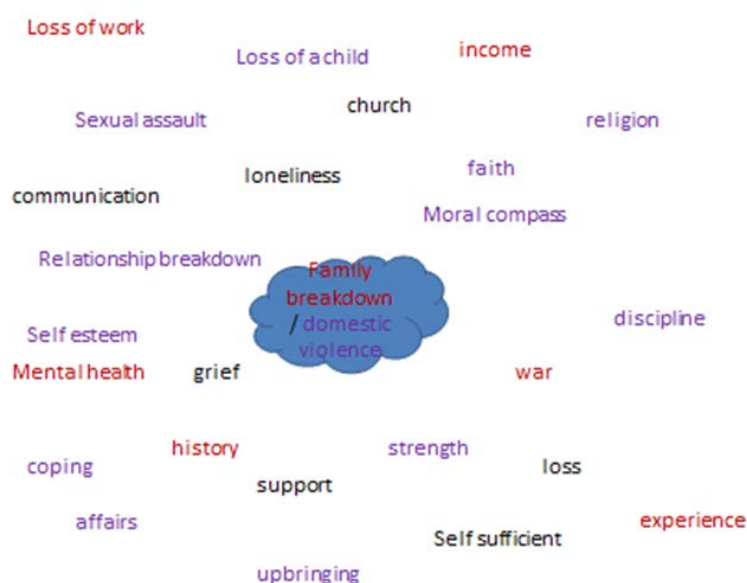 Loss of work
Loss of a child
income
church
Sexual assault
religion
loneliness
faith
communication
Moral compass
Relationship breakdown
Family
breakdown
/ domestic
violence
discipline
Self esteem
Mental health
grief
war
history
strength
coping
loss
support
affairs
experience
Self sufficient
upbringing